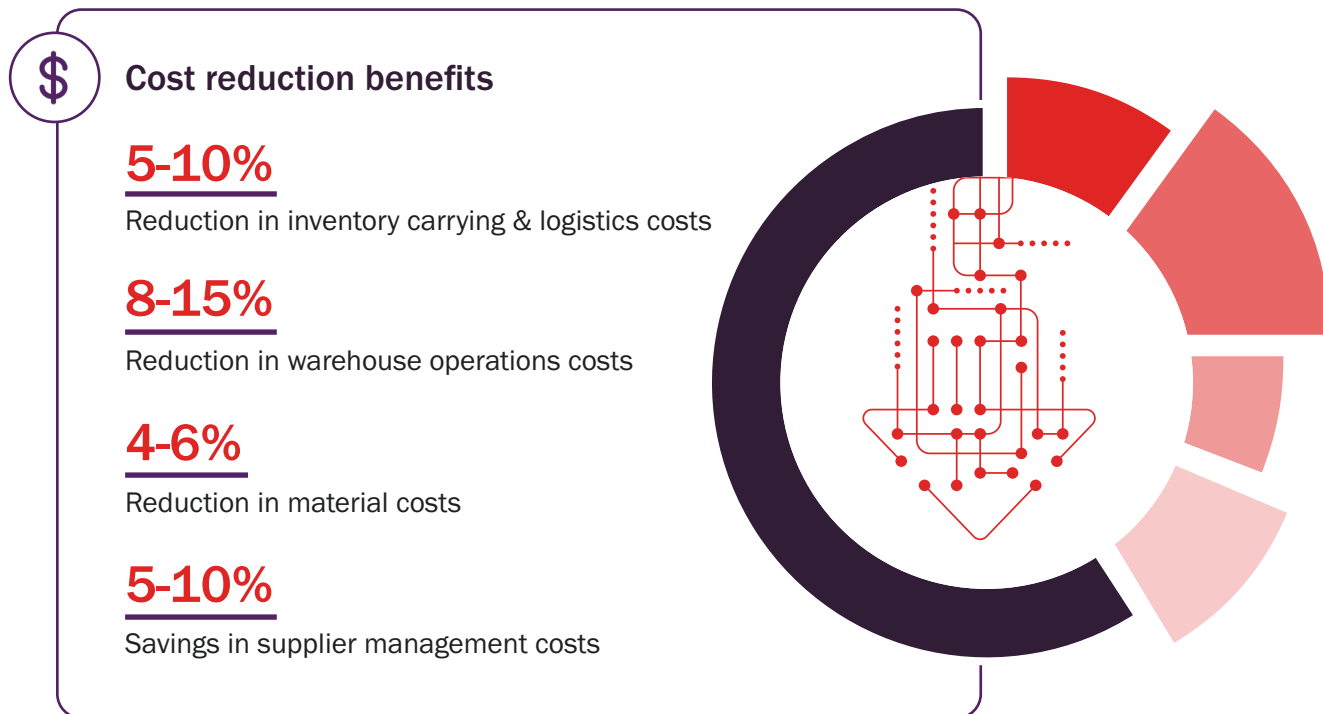 $
Cost reduction benefits
5-10%
Reduction in inventory carrying & logistics costs
8-15%
Reduction in warehouse operations costs
4-6%
Reduction in material costs
5-10%
Savings in supplier management costs